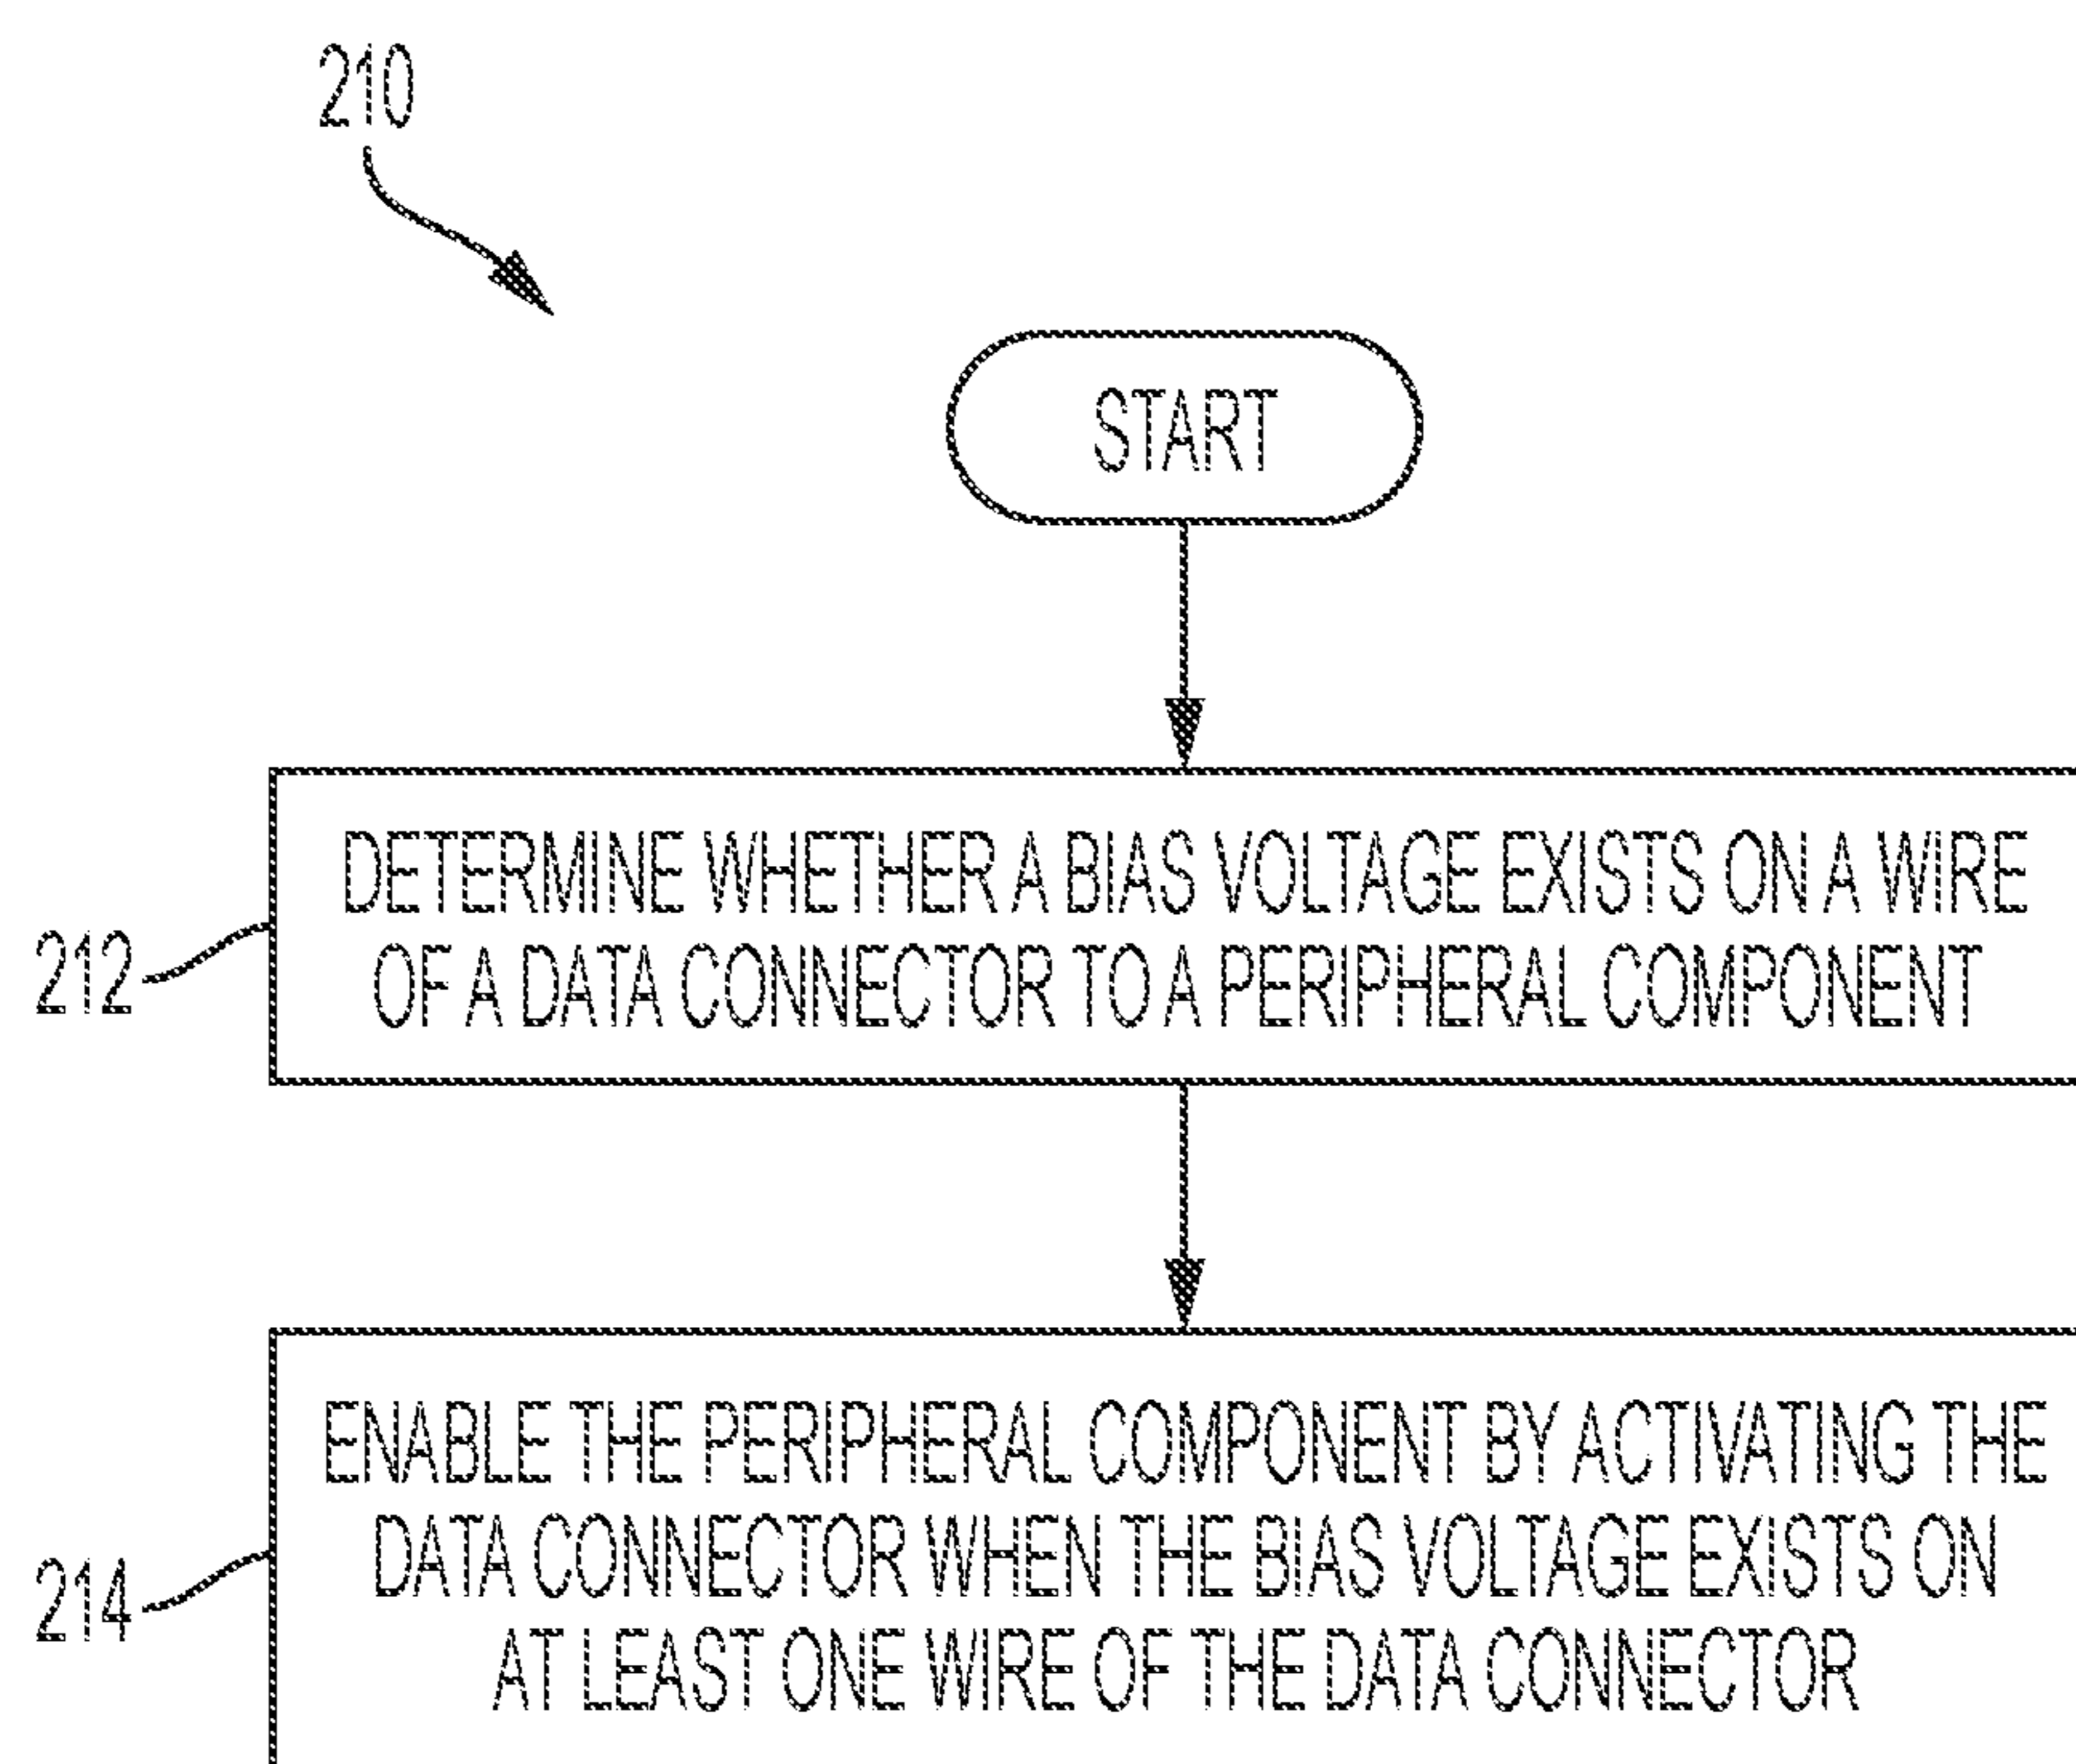 210
START
DETERMINE WHETHER A BIAS VOLTAGE EXISTS ON A WIRE
OF A DATA CONNECTOR TO A PERIPHERAL COMPONENT
212
ENABLE THE PERIPHERAL COMPONENT BY ACTIVATING THE
DATA CONNECTOR WHEN THE BIAS VOLTAGE EXISTS ON
AT LEAST ONE WIRE OF THE DATA CONNECTOR
214